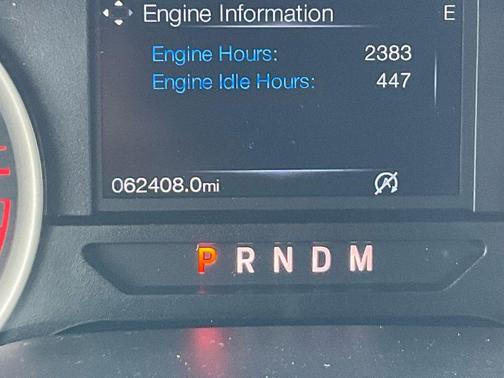 Engine Information E
Engine Hours: 2383
Engine Idle Hours: 447
062408.0mi
P R N D M